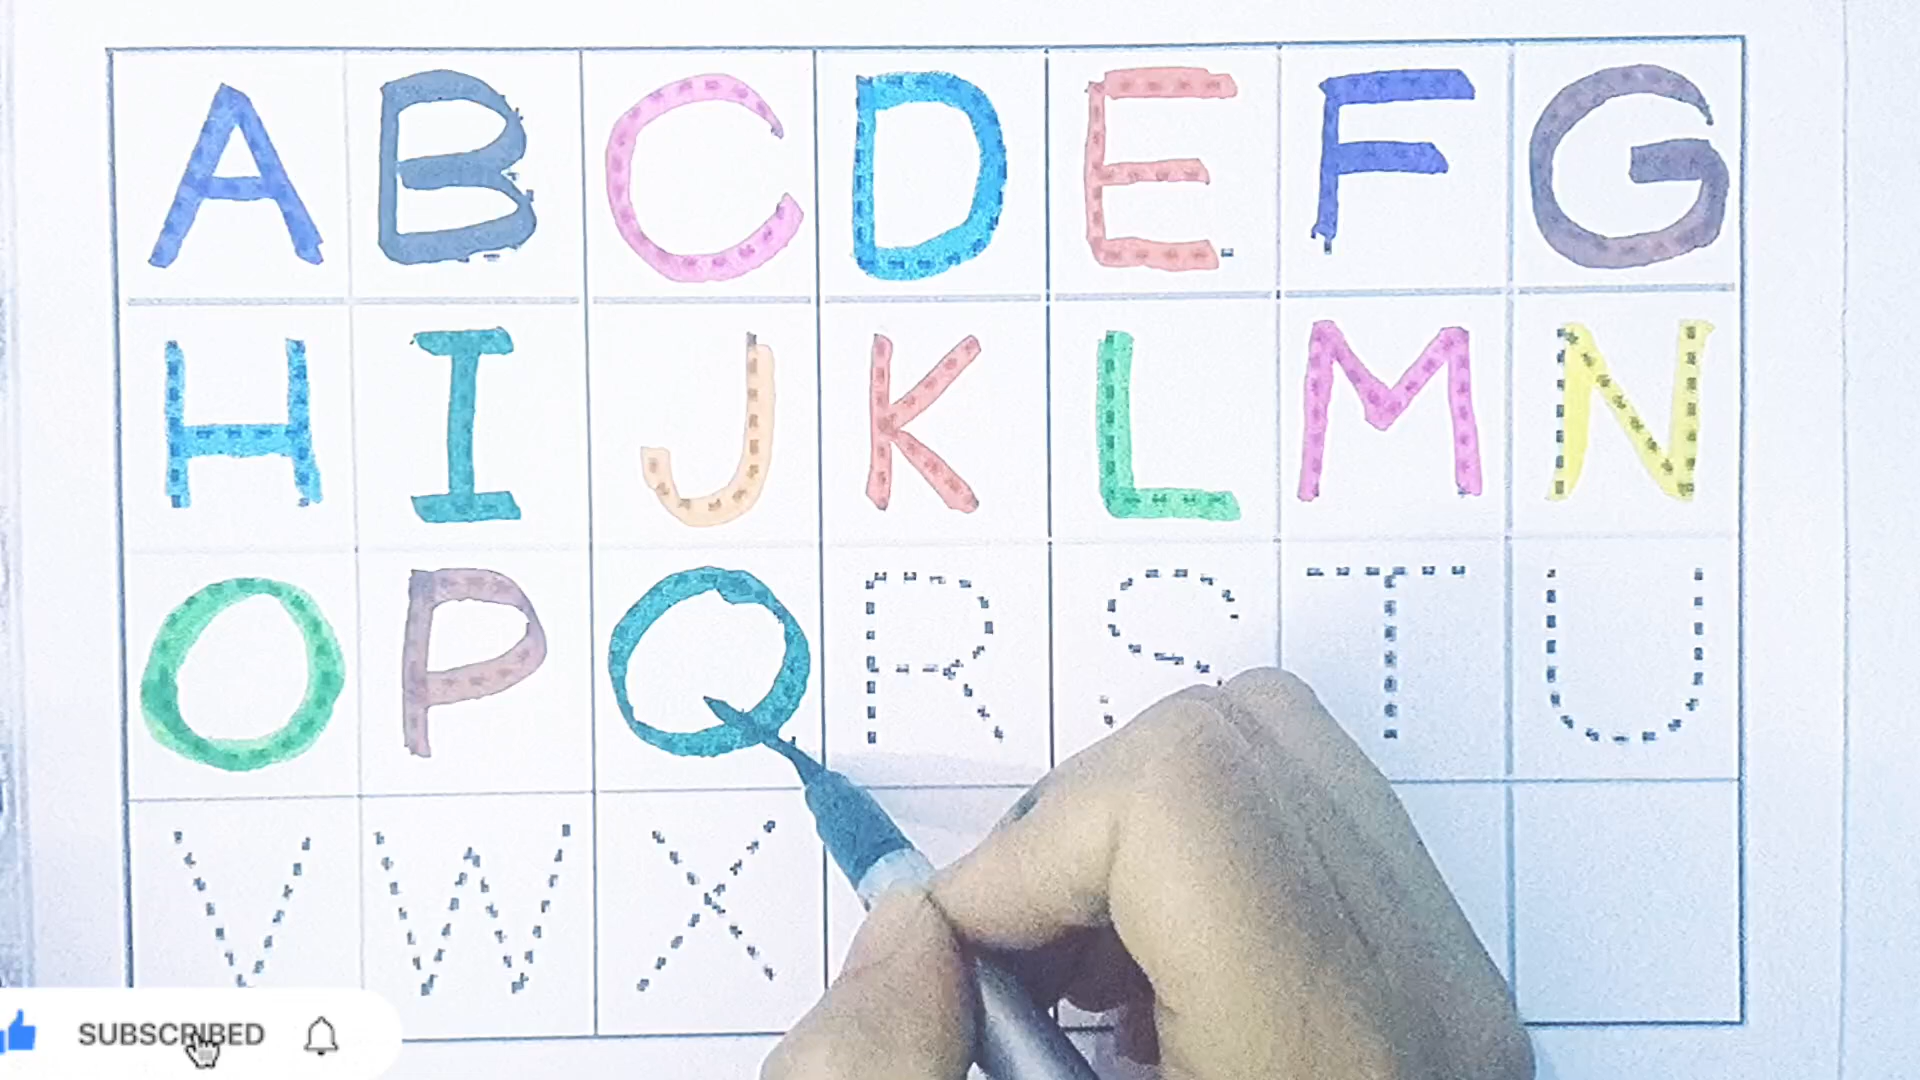 A B C D E F G
H I J K L M N
O P Q R S T U
V W X
SUBSCRIBED